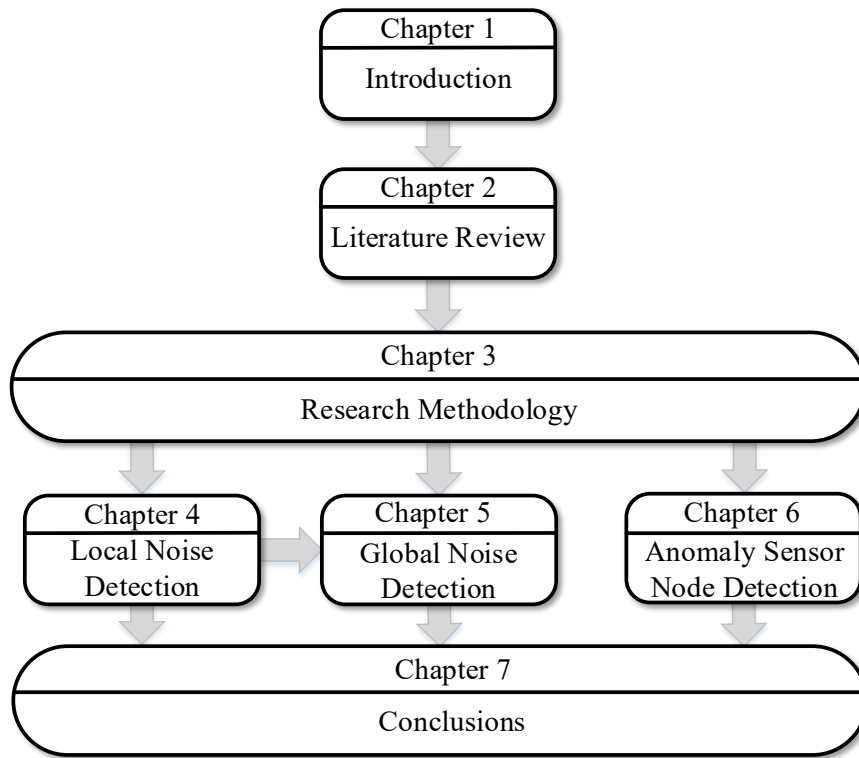 Chapter 1
Introduction
Chapter 2
Literature Review
Chapter 3
Research Methodology
Chapter 4
Local Noise
Detection
Chapter 5
Global Noise
Detection
Chapter 6
Anomaly Sensor
Node Detection
Chapter 7
Conclusions